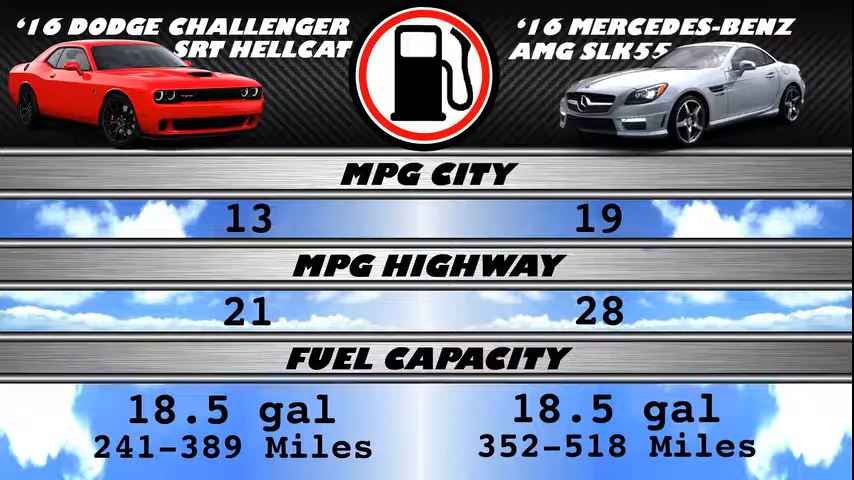 '16 DODGE CHALLENGER
SRT HELLCAT
'16 MERCEDES-BENZ
AMG SLK55
MPG CITY
13 19
MPG HIGHWAY
21 28
FUEL CAPACITY
18.5 gal 18.5 gal
241-389 Miles 352-518 Miles